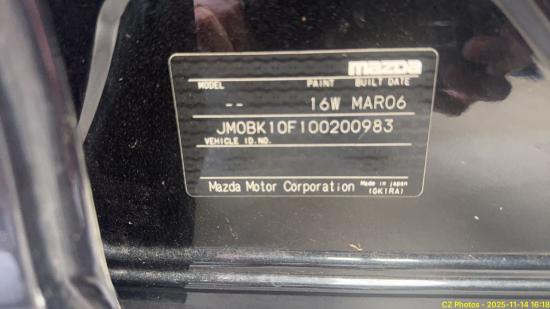 mazda
MODEL PAINT BUILT DATE
-- 16W MAR06
JM0BK10F100200983
VEHICLE ID.NO.
Mazda Motor Corporation Made in japan
(GKIRA)
CZ Photos - 2025-11-14 16:18